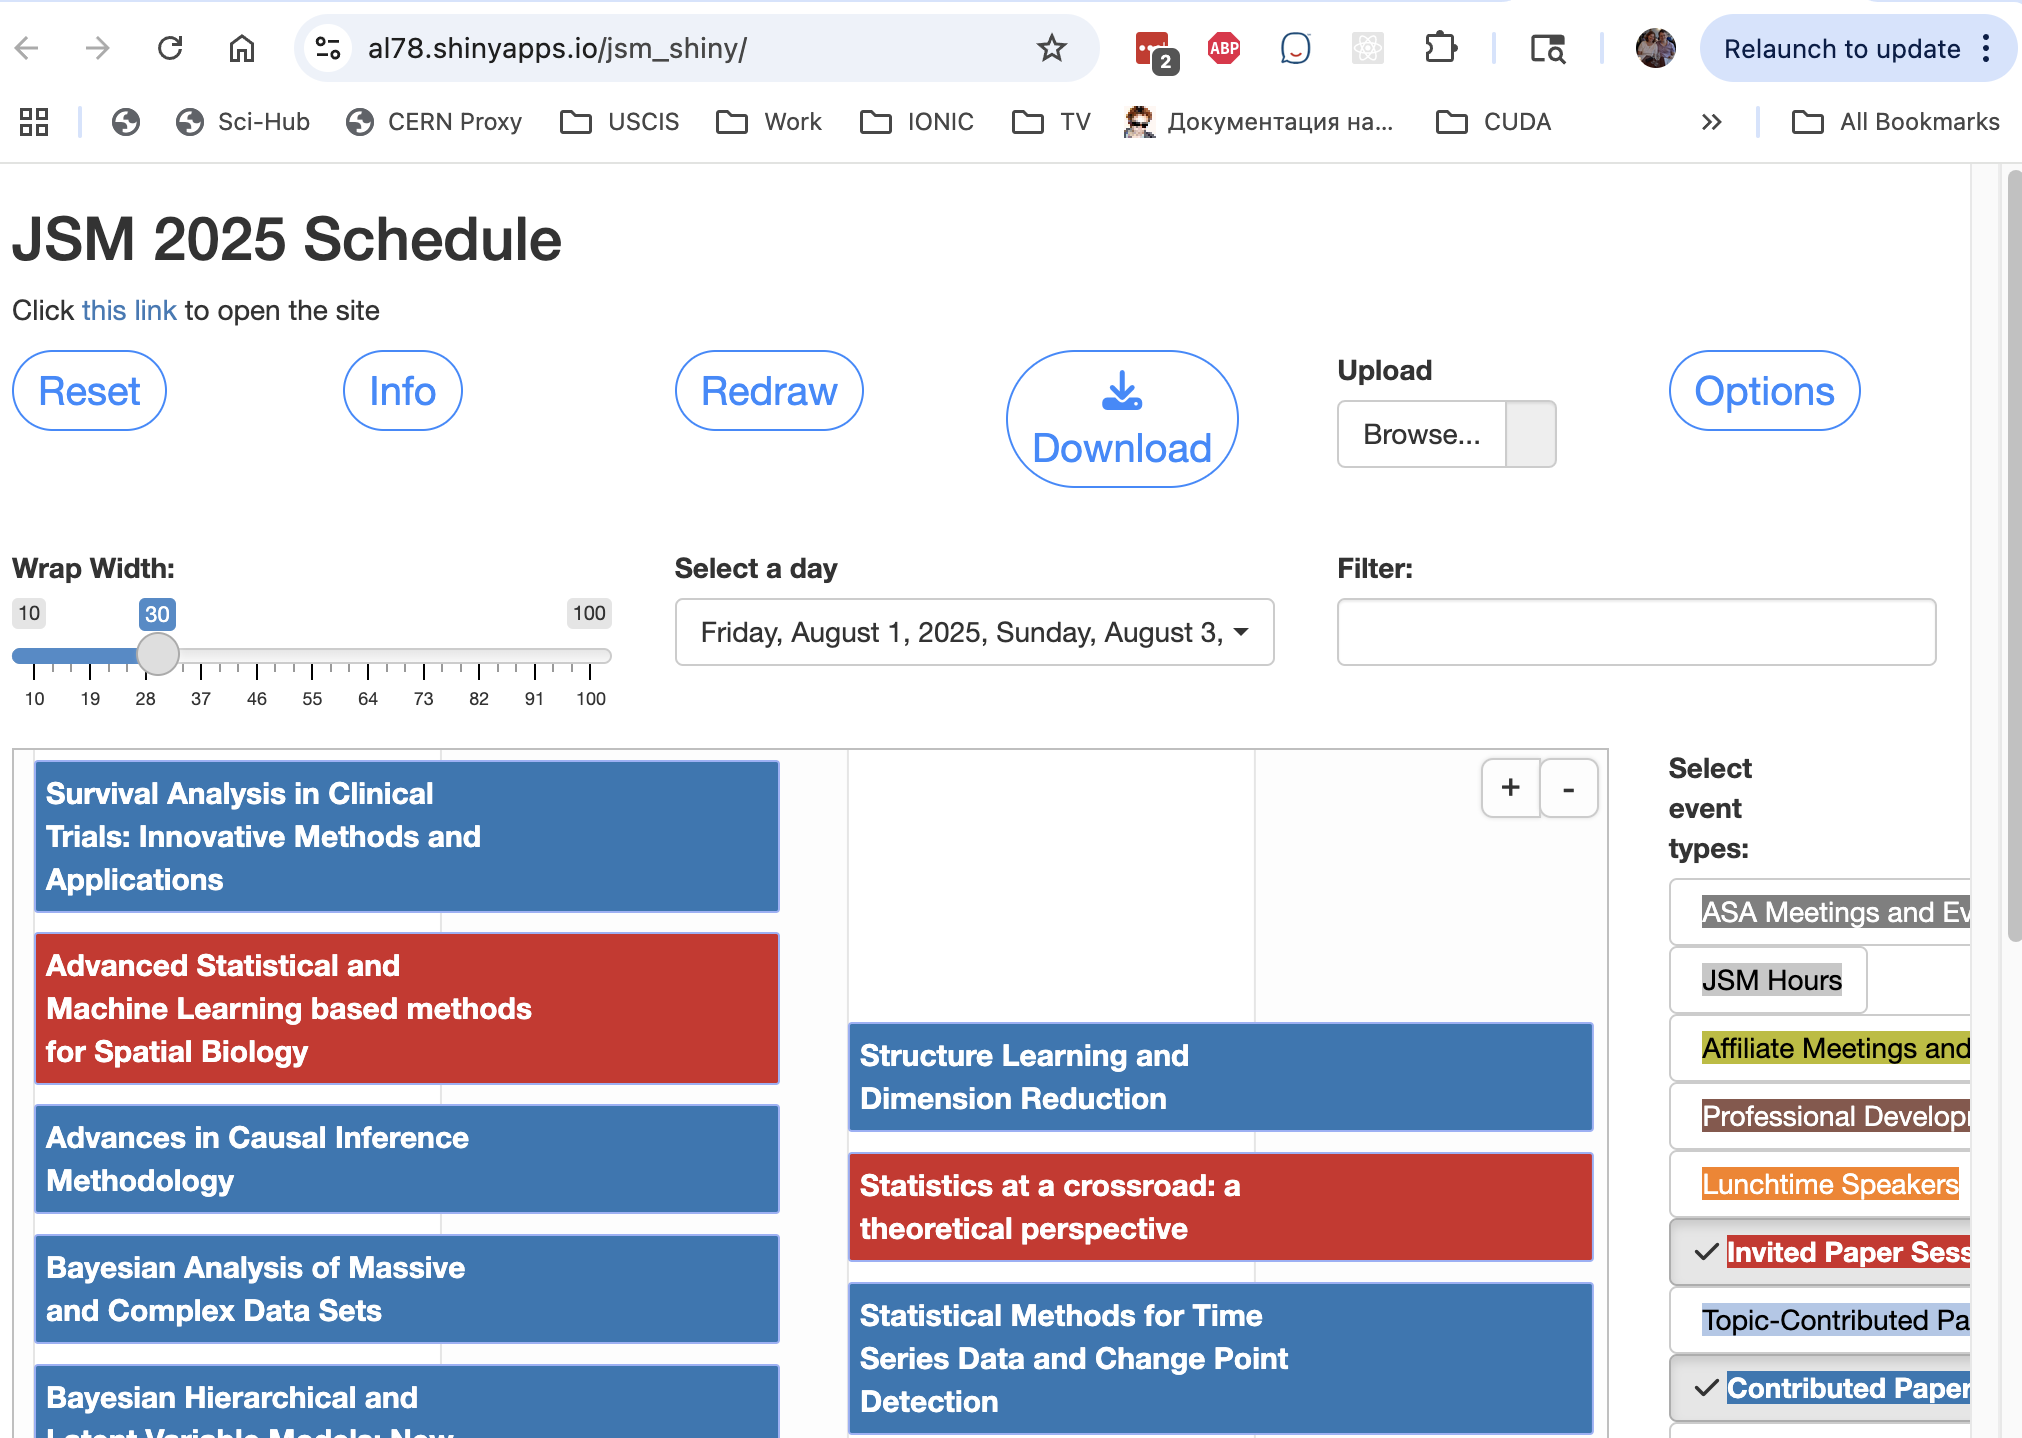 al78.shinyapps.io/jsm_shiny/
2
ABP
Relaunch to update
Sci-Hub
CERN Proxy
USCIS
Work
IONIC
TV
Документация на...
CUDA
All Bookmarks
JSM 2025 Schedule
Click this link to open the site
Reset
Info
Redraw
Download
Upload
Browse...
Options
Wrap Width:
10
30
100
10 19 28 37 46 55 64 73 82 91 100
Select a day
Friday, August 1, 2025, Sunday, August 3,
Filter:
+
-
Survival Analysis in Clinical
Trials: Innovative Methods and
Applications
Advanced Statistical and
Machine Learning based methods
for Spatial Biology
Advances in Causal Inference
Methodology
Bayesian Analysis of Massive
and Complex Data Sets
Bayesian Hierarchical and
Latent Variable Models: New
Structure Learning and
Dimension Reduction
Statistics at a crossroad: a
theoretical perspective
Statistical Methods for Time
Series Data and Change Point
Detection
Select
event
types:
ASA Meetings and Ev
JSM Hours
Affiliate Meetings and
Professional Develop
Lunchtime Speakers
Invited Paper Sess
Topic-Contributed Pa
Contributed Paper